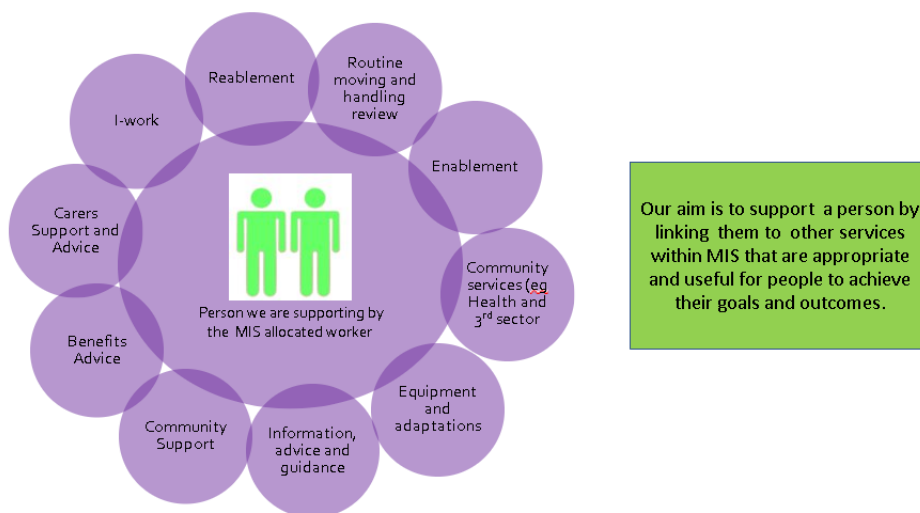 Reablement
Routine
moving and
handling
review
Enablement
Community
services (eg
Health and
3rd sector
Equipment
and
adaptations
Information,
advice and
guidance
Community
Support
Benefits
Advice
Carers
Support and
Advice
I-work
Person we are supporting by
the MIS allocated worker
Our aim is to support a person by
linking them to other services
within MIS that are appropriate
and useful for people to achieve
their goals and outcomes.